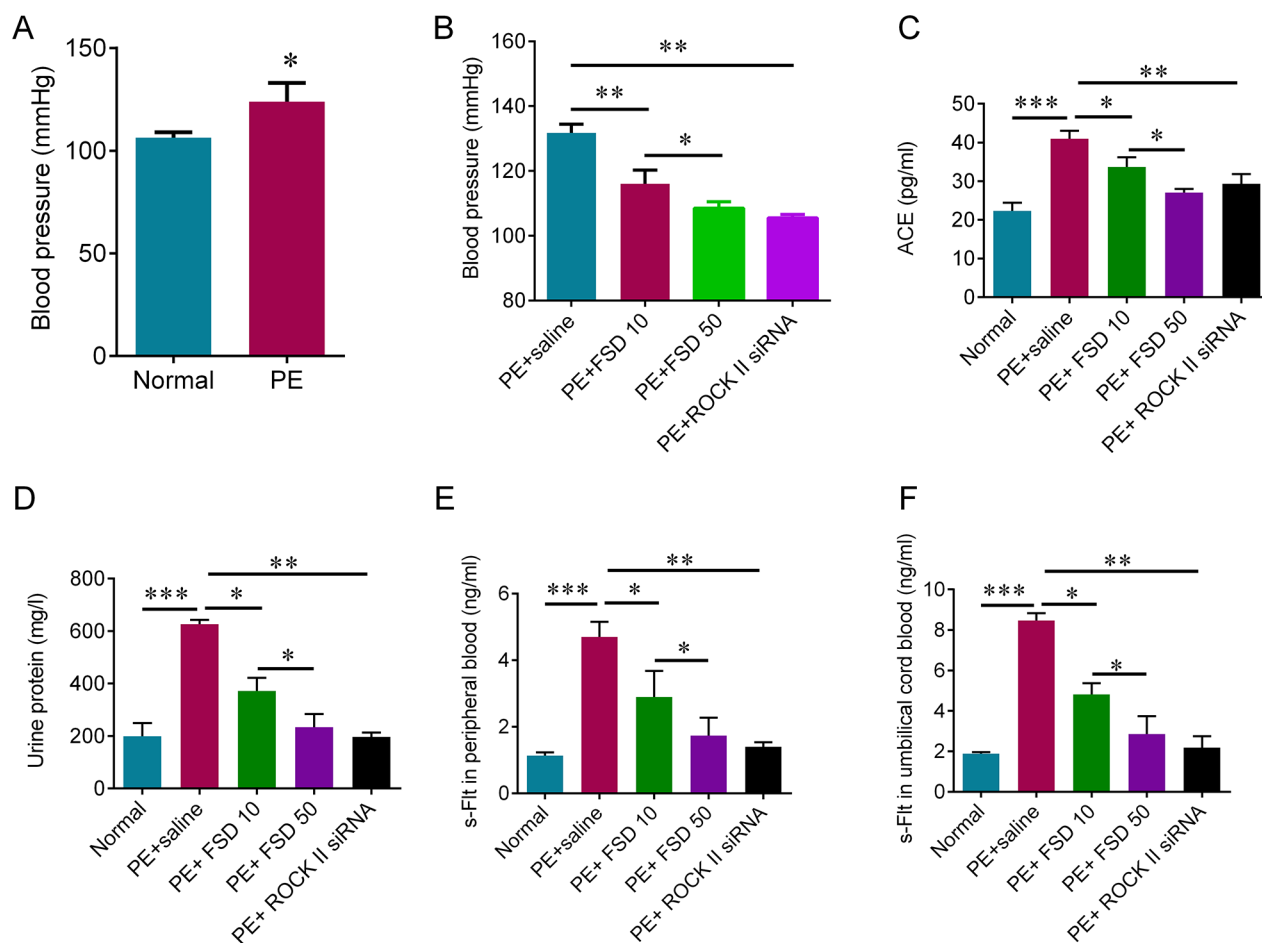 A
Blood pressure (mmHg)
150
100
50
0
*
Normal
PE
B
Blood pressure (mmHg)
160
140
120
100
80
**
**
*
PE+saline
PE+FSD 10
PE+FSD 50
PE+ROCK II siRNA
C
ACE (pg/ml)
50
40
30
20
10
0
**
***
*
*
Normal
PE+saline
PE+ FSD 10
PE+ FSD 50
PE+ ROCK II siRNA
D
Urine protein (mg/l)
800
600
400
200
0
**
***
*
*
Normal
PE+saline
PE+ FSD 10
PE+ FSD 50
PE+ ROCK II siRNA
E
s-Flt in peripheral blood (ng/ml)
6
4
2
0
**
***
*
*
Normal
PE+saline
PE+ FSD 10
PE+ FSD 50
PE+ ROCK II siRNA
F
s-Flt in umbilical cord blood (ng/ml)
10
8
6
4
2
0
**
***
*
*
Normal
PE+saline
PE+ FSD 10
PE+ FSD 50
PE+ ROCK II siRNA